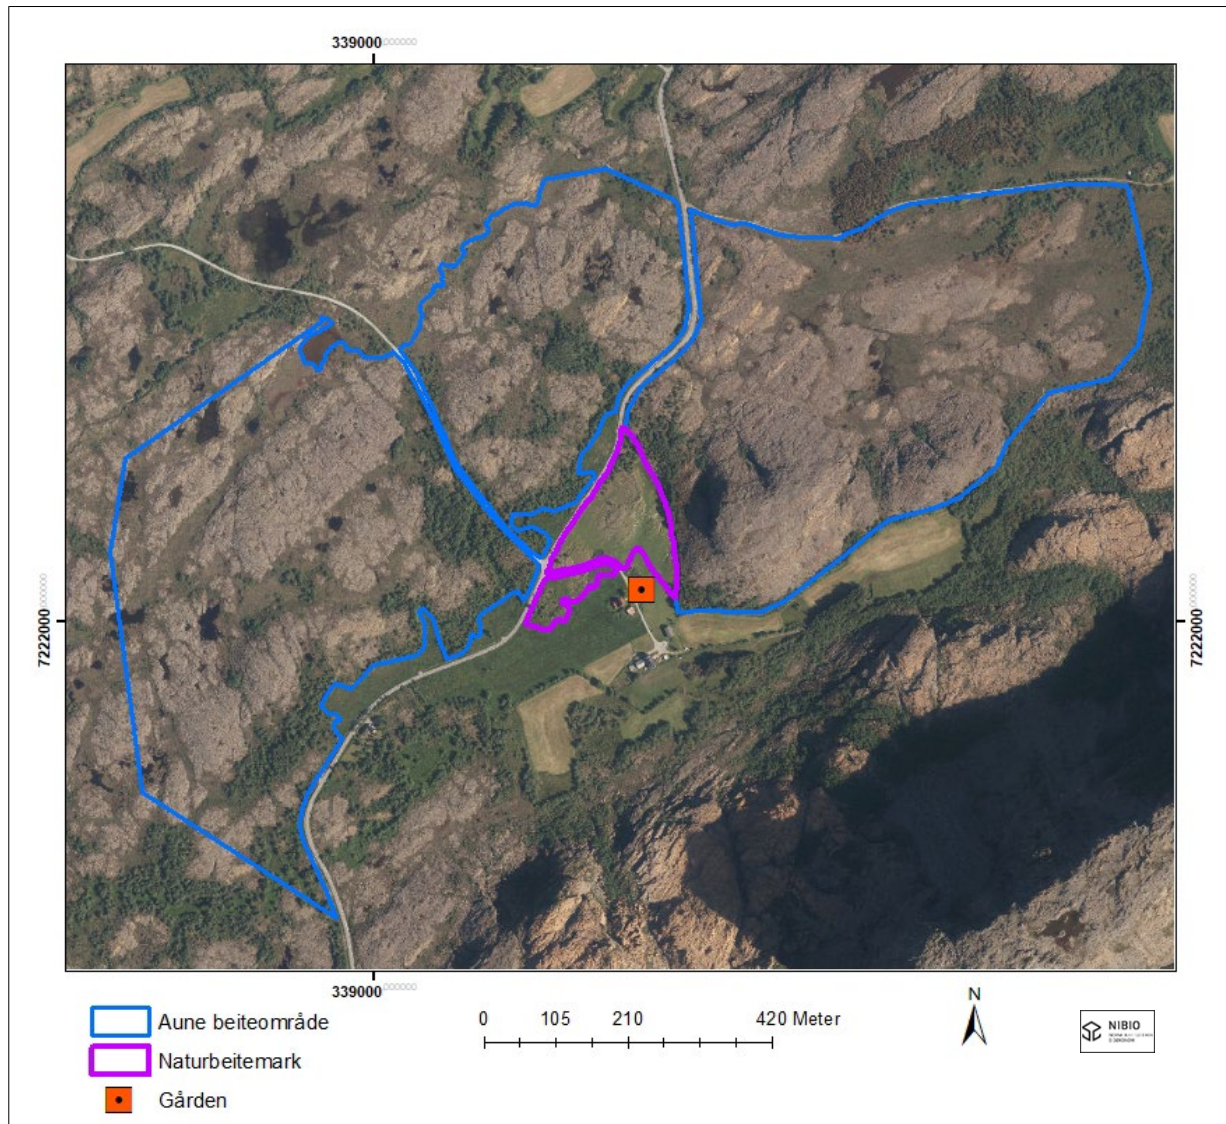 339000
7222000
7222000
339000
Aune beiteområde
Naturbeitemark
Gården
0 105 210 420 Meter
N
NIBIO